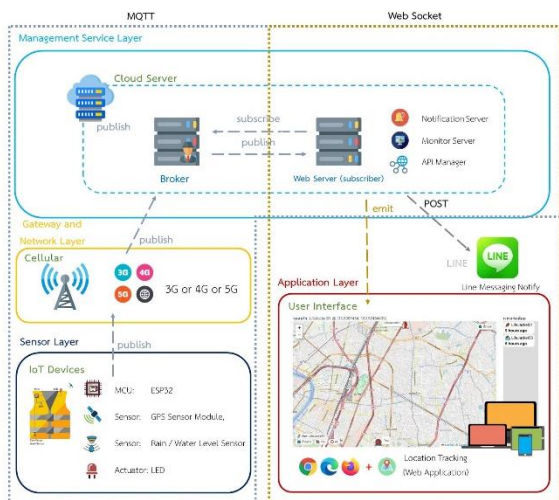 MQTT
Web Socket
Management Service Layer
Cloud Server
publish
subscribe
publish
Broker
Web Server (subscriber)
Notification Server
Monitor Server
API Manager
emit
POST
Gateway and
Network Layer
publish
Cellular
3G
4G
5G
3G or 4G or 5G
LINE
LINE
Line Messaging Notify
Sensor Layer
publish
IoT Devices
MCU: ESP32
Sensor: GPS Sensor Module,
Sensor: Rain / Water Level Sensor
Actuator: LED
Application Layer
User Interface
Location Tracking
(Web Application)